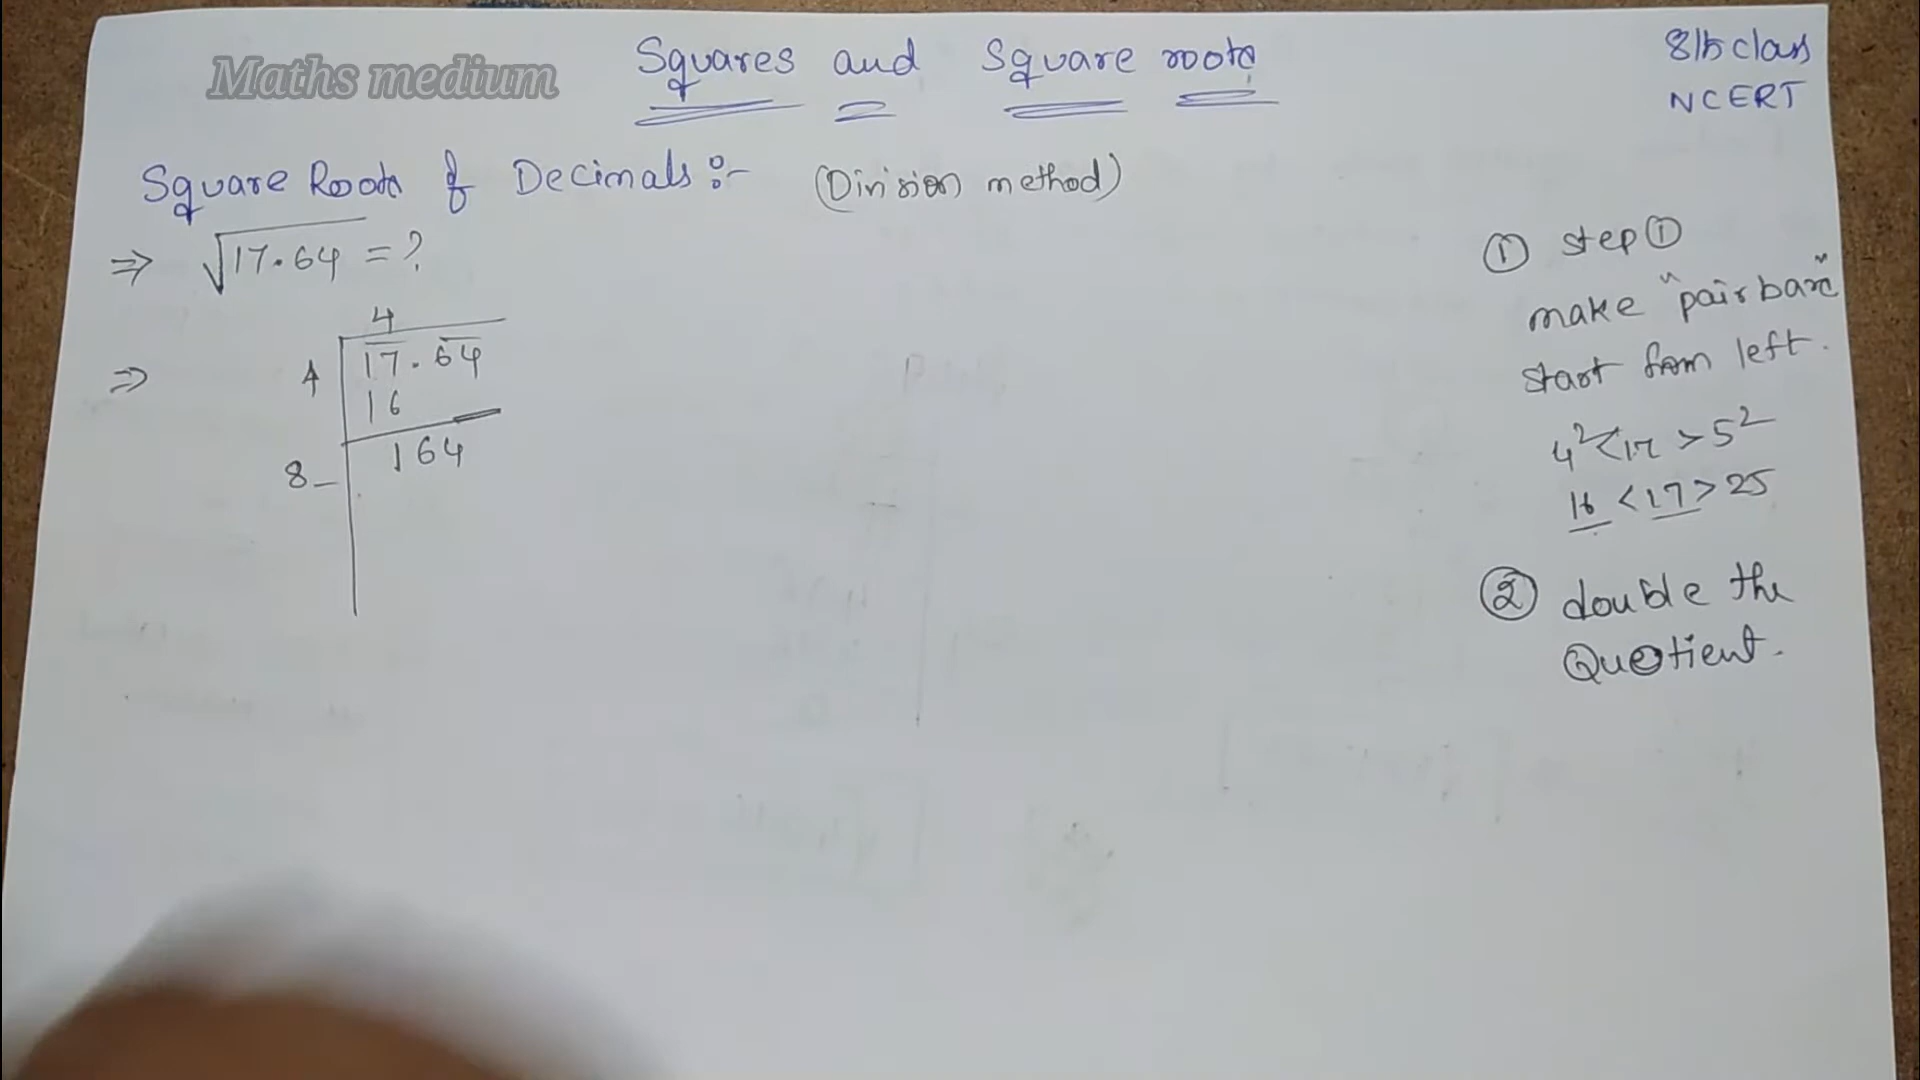 Maths medium
Squares and Square roots
8th class
NCERT
Square Roots of Decimals :- (Division method)
⇒ √17.64 = ?
4
⇒ 4 17.64
16
164
8_
① step ①
make "pair bars"
start from left.
4² < 17 > 5²
16 < 17 > 25
② double the
Quotient.